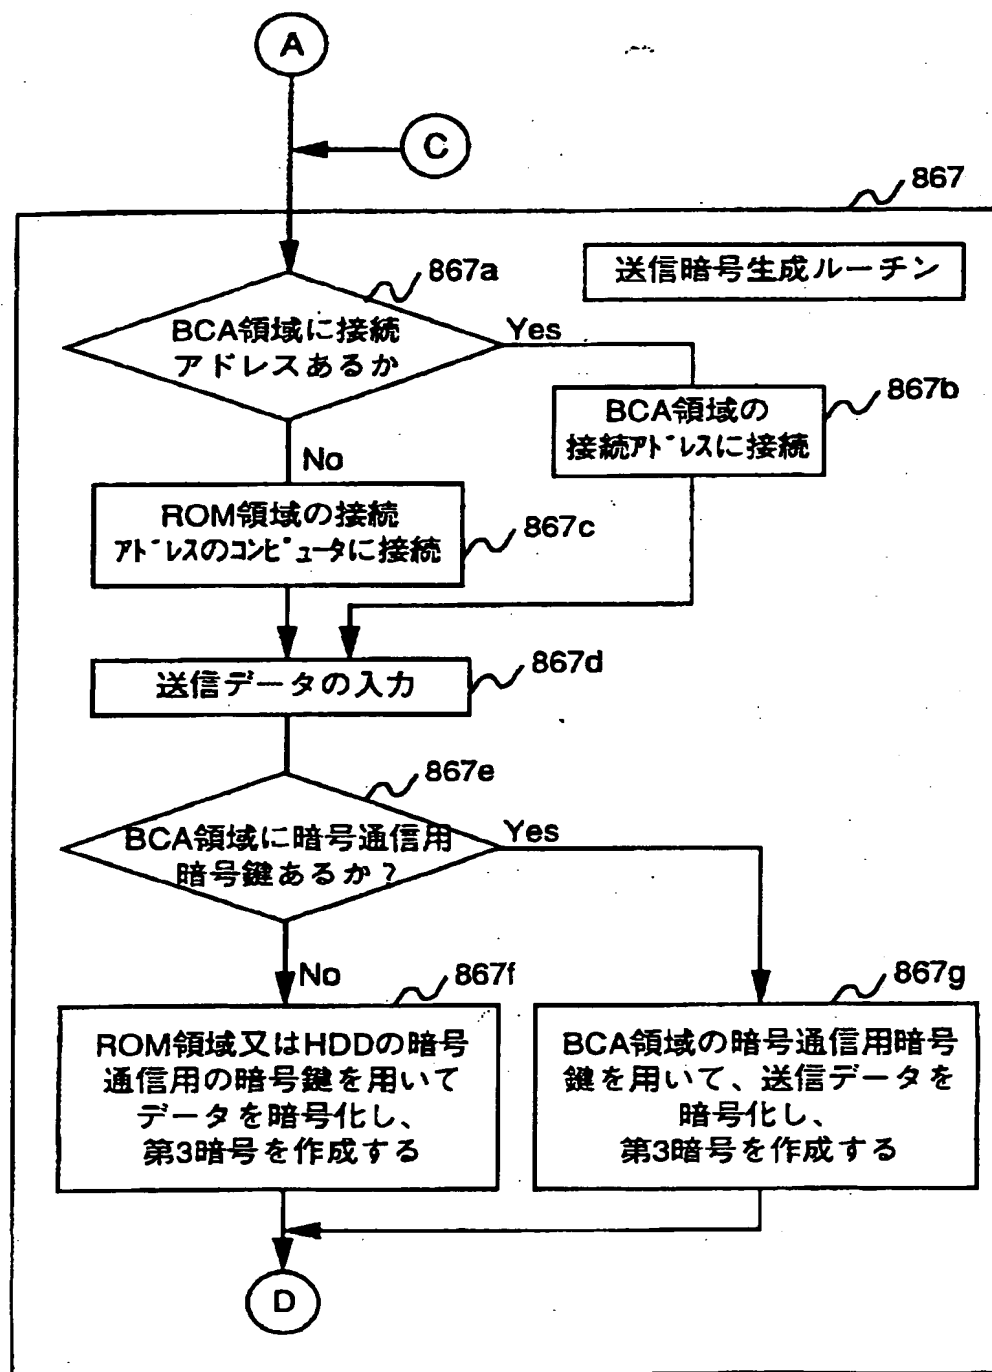 A
C
867
送信暗号生成ルーチン
867a
BCA領域に接続
アドレスあるか
Yes
867b
BCA領域の
接続ｱﾄﾞﾚｽに接続
No
ROM領域の接続
ｱﾄﾞﾚｽのｺﾝﾋﾟｭｰﾀに接続
867c
送信データの入力
867d
867e
BCA領域に暗号通信用
暗号鍵あるか?
Yes
No
867f
867g
ROM領域又はHDDの暗号
通信用の暗号鍵を用いて
データを暗号化し、
第3暗号を作成する
BCA領域の暗号通信用暗号
鍵を用いて、送信データを
暗号化し、
第3暗号を作成する
D